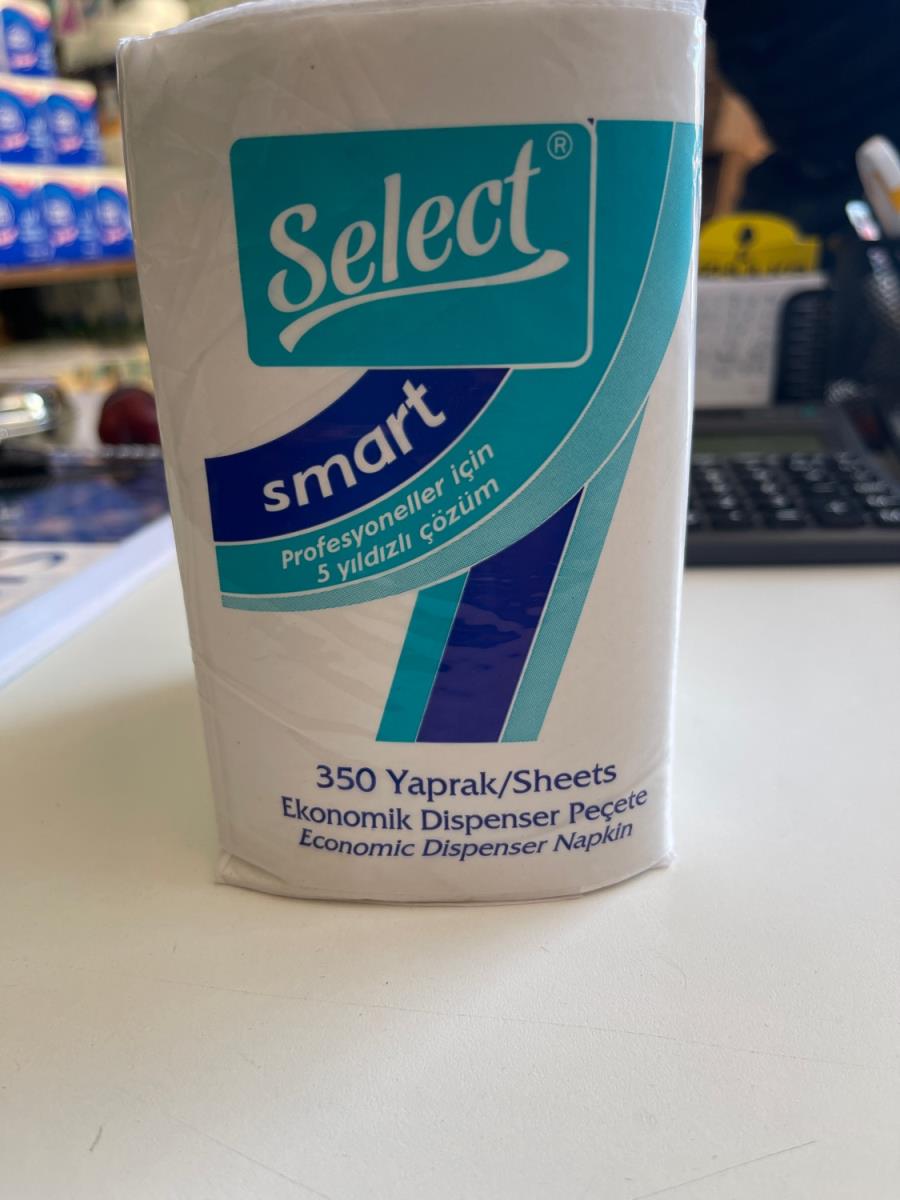 Select®
smart
Profesyoneller için
5 yıldızlı çözüm
350 Yaprak/Sheets
Ekonomik Dispenser Peçete
Economic Dispenser Napkin